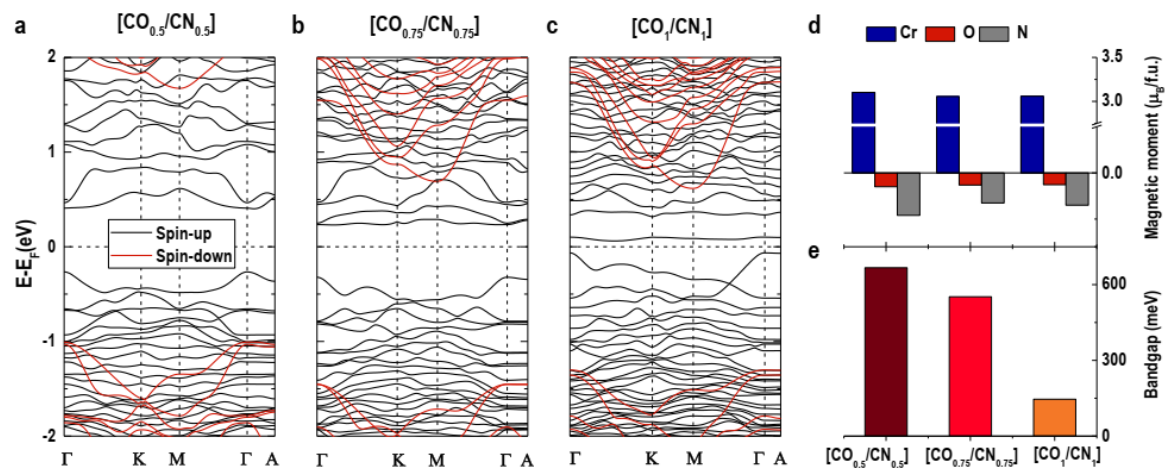 a [CO0.5/CN0.5] b [CO0.75/CN0.75] c [CO1/CN1] d
Cr O N
2
1
0
-1
-2
E-EF(eV)
Spin-up
Spin-down
Γ K M Γ A
Γ K M Γ A
Γ K M Γ A
3.5
3.0
0.0
Magnetic moment (μB/f.u.)
e
600
300
0
Bandgap (meV)
[CO0.5/CN0.5] [CO0.75/CN0.75] [CO1/CN1]